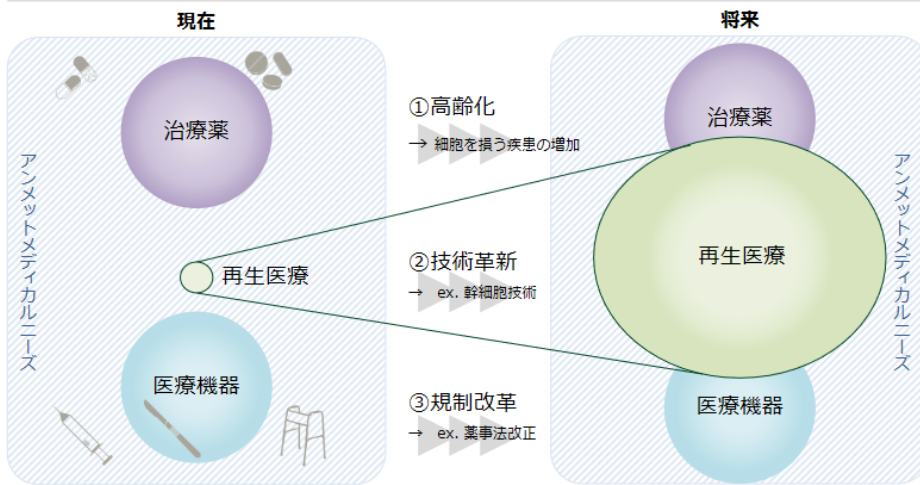 現在
将来
治療薬
再生医療
医療機器
アンメットメディカルニーズ
①高齢化
→ 細胞を損う疾患の増加
②技術革新
→ ex. 幹細胞技術
③規制改革
→ ex. 薬事法改正
治療薬
再生医療
医療機器
アンメットメディカルニーズ